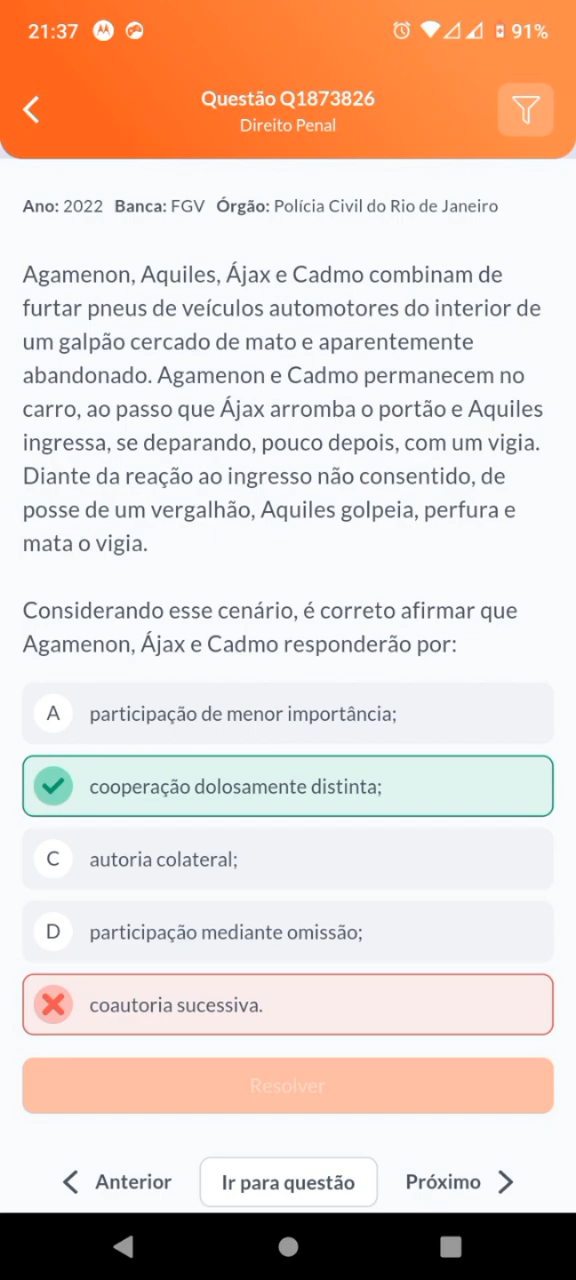 21:37
91%
Questão Q1873826
Direito Penal
Ano: 2022 Banca: FGV Órgão: Polícia Civil do Rio de Janeiro
Agamenon, Aquiles, Ájax e Cadmo combinam de
furtar pneus de veículos automotores do interior de
um galpão cercado de mato e aparentemente
abandonado. Agamenon e Cadmo permanecem no
carro, ao passo que Ájax arromba o portão e Aquiles
ingressa, se deparando, pouco depois, com um vigia.
Diante da reação ao ingresso não consentido, de
posse de um vergalhão, Aquiles golpeia, perfura e
mata o vigia.
Considerando esse cenário, é correto afirmar que
Agamenon, Ájax e Cadmo responderão por:
A participação de menor importância;
cooperação dolosamente distinta;
C autoria colateral;
D participação mediante omissão;
coautoria sucessiva.
Resolver
Anterior Ir para questão Próximo